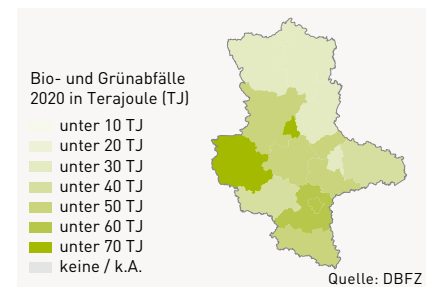 Bio- und Grünabfälle
2020 in Terajoule (TJ)
unter 10 TJ
unter 20 TJ
unter 30 TJ
unter 40 TJ
unter 50 TJ
unter 60 TJ
unter 70 TJ
keine / k.A.
Quelle: DBFZ